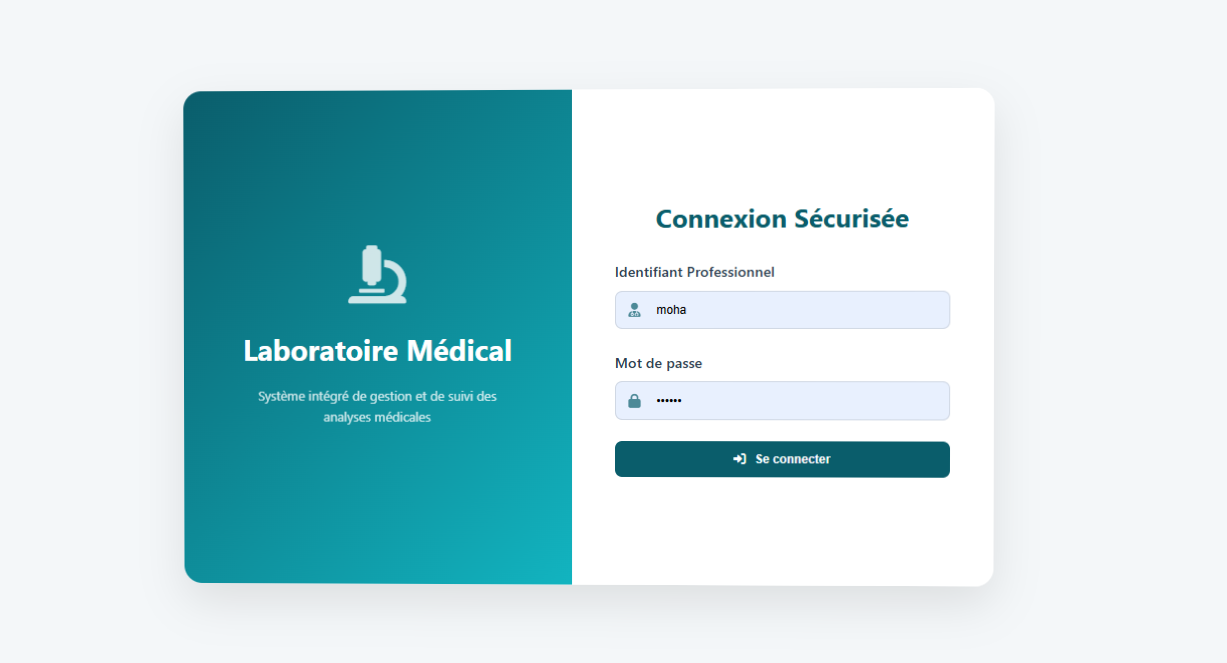 Laboratoire Médical
Système intégré de gestion et de suivi des
analyses médicales
Connexion Sécurisée
Identifiant Professionnel
moha
Mot de passe
••••••
Se connecter